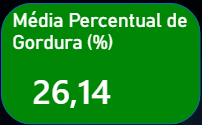 Média Percentual de
Gordura (%)
26,14